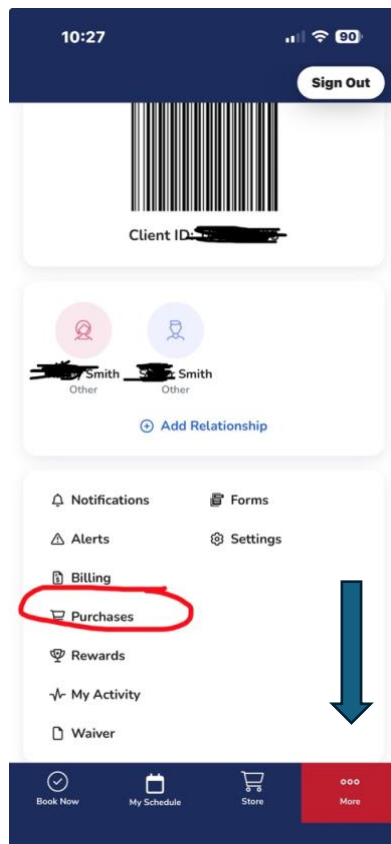 10:27
90
Sign Out
Client ID:
Smith
Smith
Other
Other
Add Relationship
Notifications
Forms
Alerts
Settings
Billing
Purchases
Rewards
My Activity
Waiver
Book Now
My Schedule
Store
More